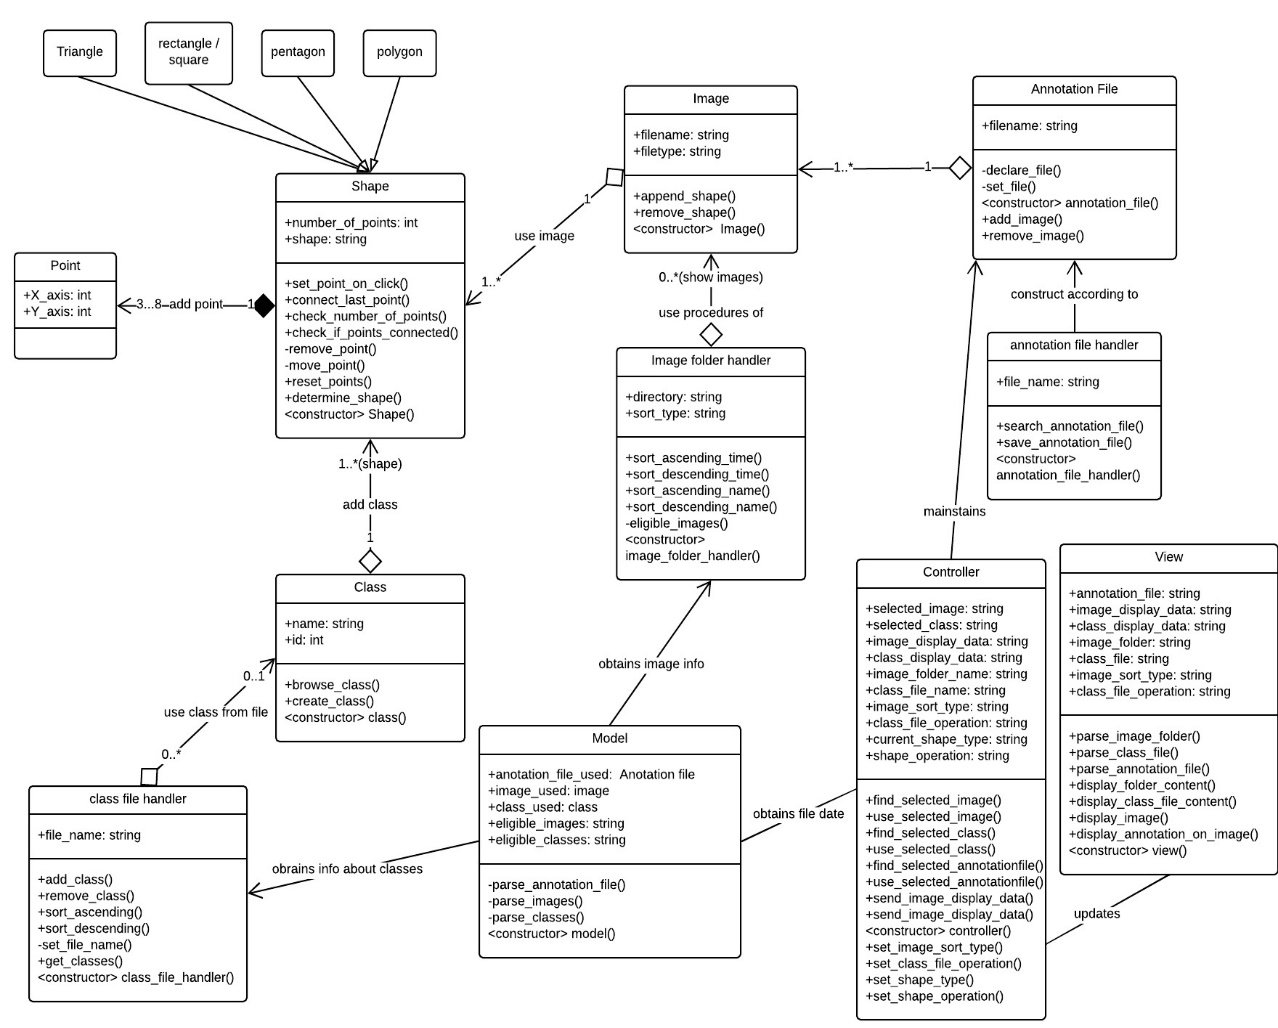 Triangle
rectangle /
square
pentagon
polygon
Shape
+number_of_points: int
+shape: string
+set_point_on_click()
+connect_last_point()
+check_number_of_points()
+check_if_points_connected()
-remove_point()
-move_point()
+reset_points()
+determine_shape()
<constructor> Shape()
Point
+X_axis: int
+Y_axis: int
3...8
add point
1
Image
+filename: string
+filetype: string
+append_shape()
+remove_shape()
<constructor>  Image()
1
use image
1..*
Annotation File
+filename: string
-declare_file()
-set_file()
<constructor> annotation_file()
+add_image()
+remove_image()
1..*
1
0..*(show images)
use procedures of
Image folder handler
+directory: string
+sort_type: string
+sort_ascending_time()
+sort_descending_time()
+sort_ascending_name()
+sort_descending_name()
-eligible_images()
<constructor>
image_folder_handler()
construct according to
annotation file handler
+file_name: string
+search_annotation_file()
+save_annotation_file()
<constructor>
annotation_file_handler()
1..*(shape)
add class
1
Class
+name: string
+id: int
+browse_class()
+create_class()
<constructor> class()
0..1
use class from file
0..*
class file handler
+file_name: string
+add_class()
+remove_class()
+sort_ascending()
+sort_descending()
-set_file_name()
+get_classes()
<constructor> class_file_handler()
obrains info about classes
obtains image info
Model
+anotation_file_used:  Anotation file
+image_used: image
+class_used: class
+eligible_images: string
+eligible_classes: string
-parse_annotation_file()
-parse_images()
-parse_classes()
<constructor> model()
obtains file date
mainstains
Controller
+selected_image: string
+selected_class: string
+image_display_data: string
+class_display_data: string
+image_folder_name: string
+class_file_name: string
+image_sort_type: string
+class_file_operation: string
+current_shape_type: string
+shape_operation: string
+find_selected_image()
+use_selected_image()
+find_selected_class()
+use_selected_class()
+find_selected_annotationfile()
+use_selected_annotationfile()
+send_image_display_data()
+send_image_display_data()
<constructor> controller()
+set_image_sort_type()
+set_class_file_operation()
+set_shape_type()
+set_shape_operation()
View
+annotation_file: string
+image_display_data: string
+class_display_data: string
+image_folder: string
+class_file: string
+image_sort_type: string
+class_file_operation: string
+parse_image_folder()
+parse_class_file()
+parse_annotation_file()
+display_folder_content()
+display_class_file_content()
+display_image()
+display_annotation_on_image()
<constructor> view()
updates